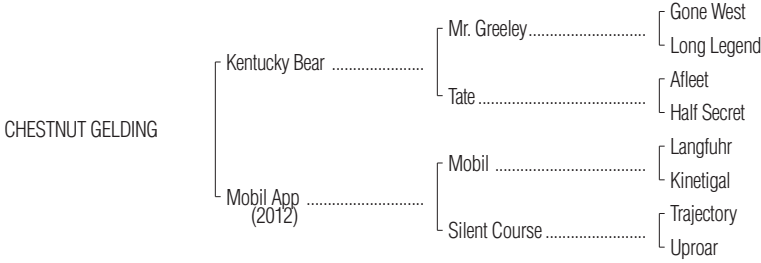 Gone West
Mr. Greeley
Long Legend
Kentucky Bear
Afleet
Tate
Half Secret
CHESTNUT GELDING
Langfuhr
Mobil
Kinetigal
Mobil App
(2012)
Trajectory
Silent Course
Uproar